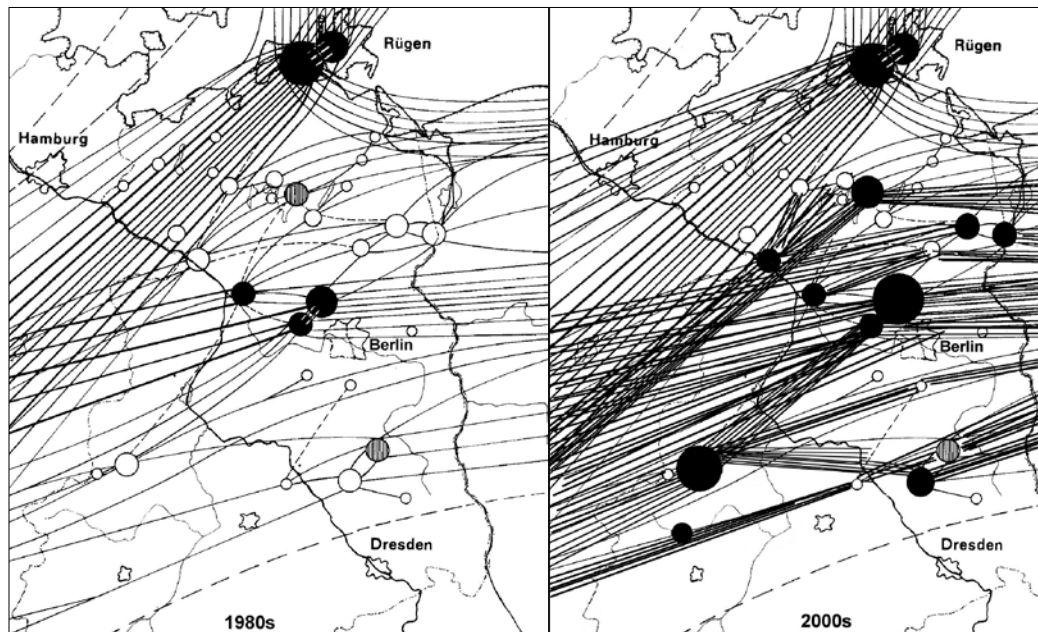 Rügen
Hamburg
Berlin
Dresden
1980s
Rügen
Hamburg
Berlin
Dresden
2000s